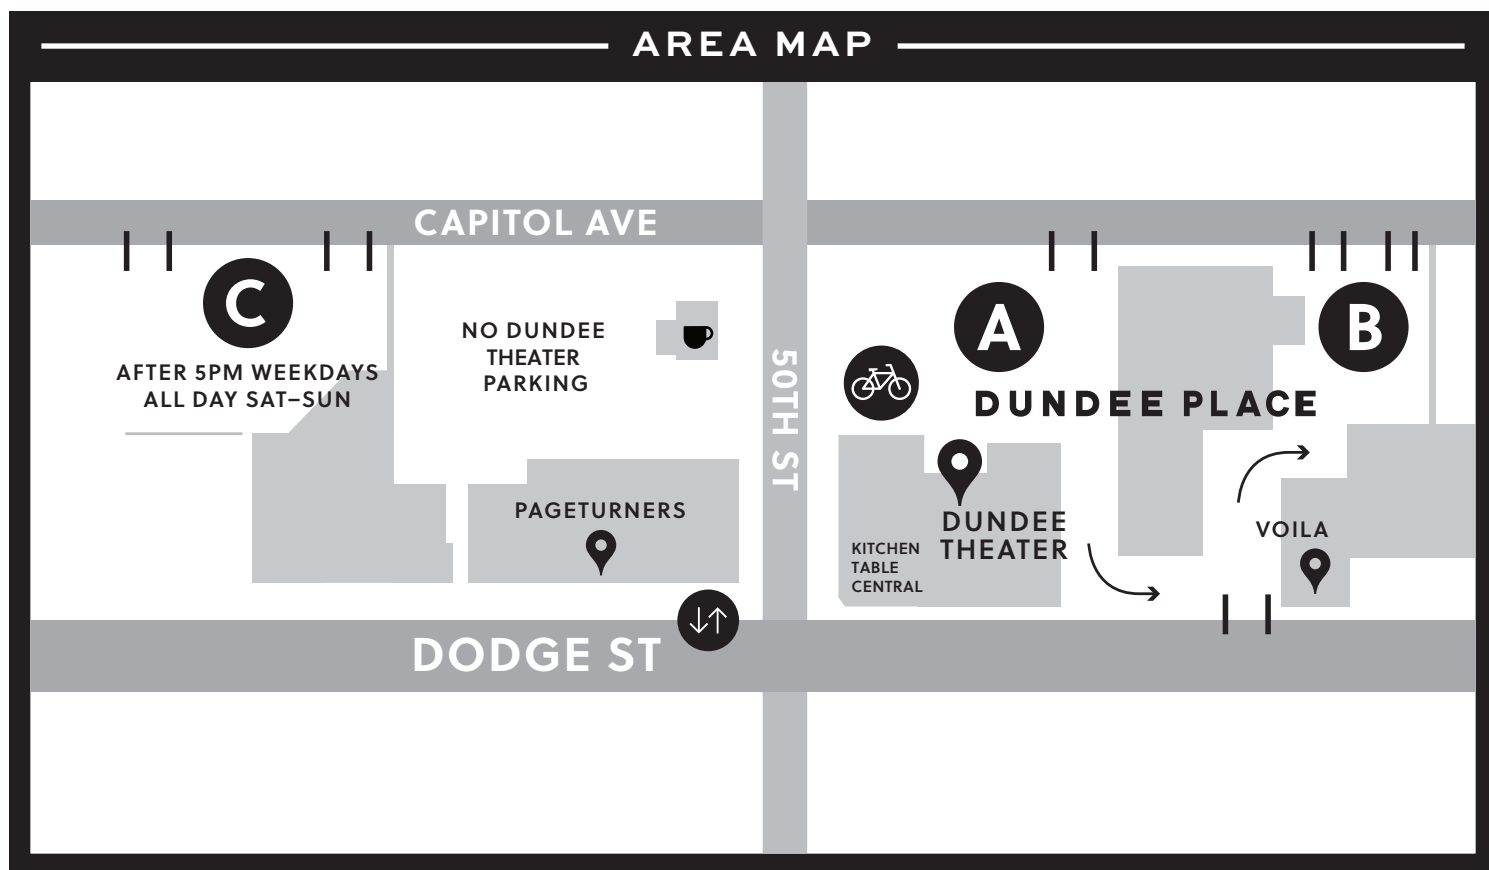 AREA MAP
CAPITOL AVE
C
AFTER 5PM WEEKDAYS
ALL DAY SAT–SUN
NO DUNDEE
THEATER
PARKING
50TH ST
A
B
DUNDEE PLACE
PAGETURNERS
DUNDEE
THEATER
KITCHEN
TABLE
CENTRAL
VOILA
DODGE ST